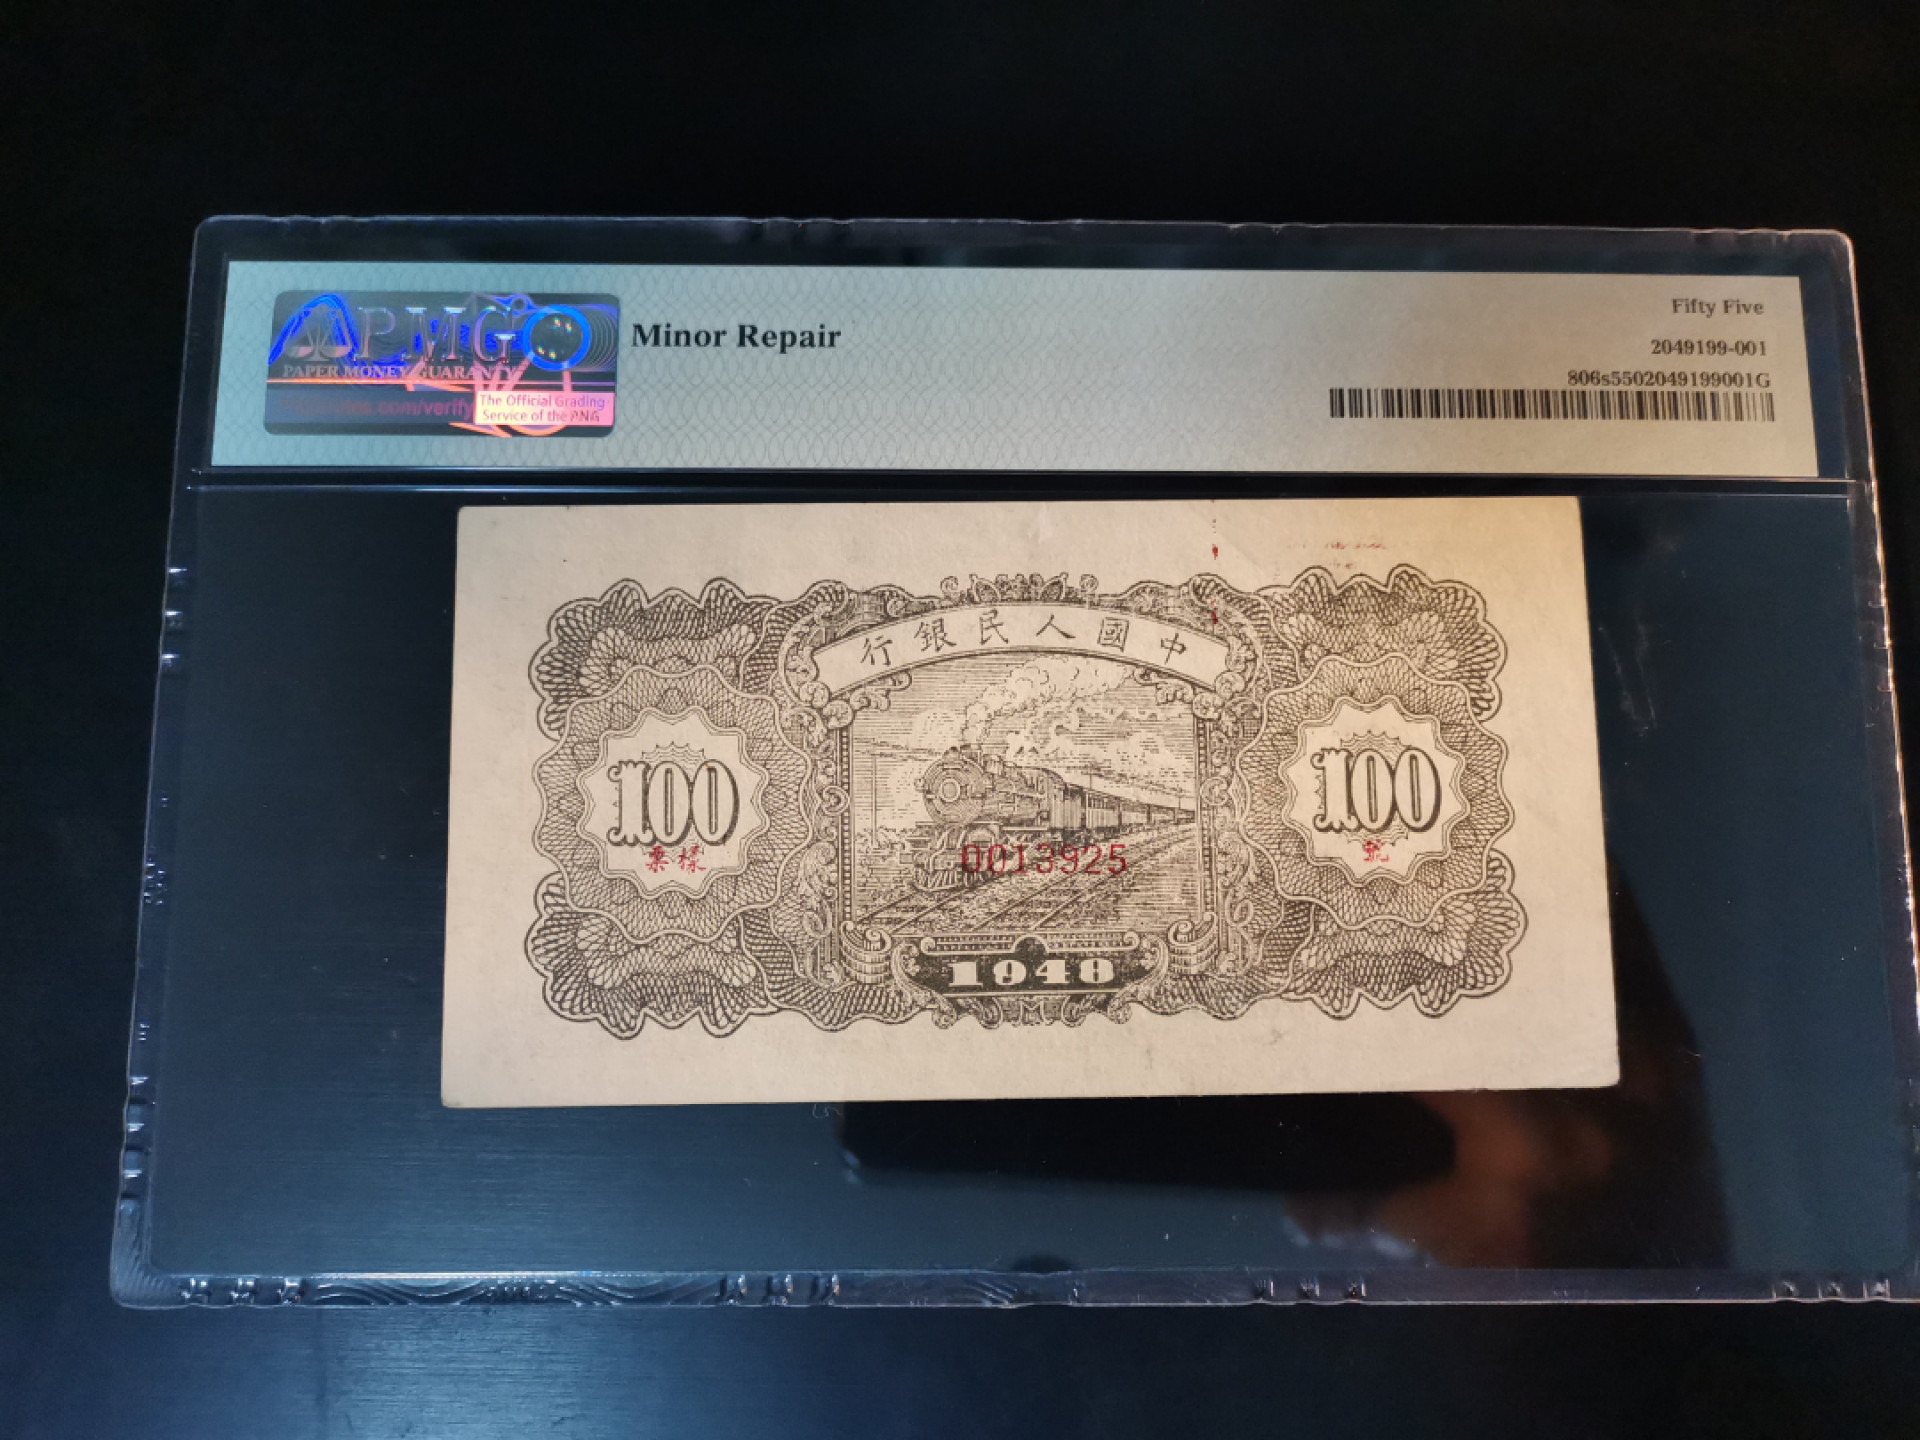 PMG
PAPER MONEY GUARANTY
The Official Grading
Service of the PNG
Minor Repair
Fifty Five
2049199-001
806s5502049199001G
行銀民人國中
100
100
票樣
號
0013925
1948